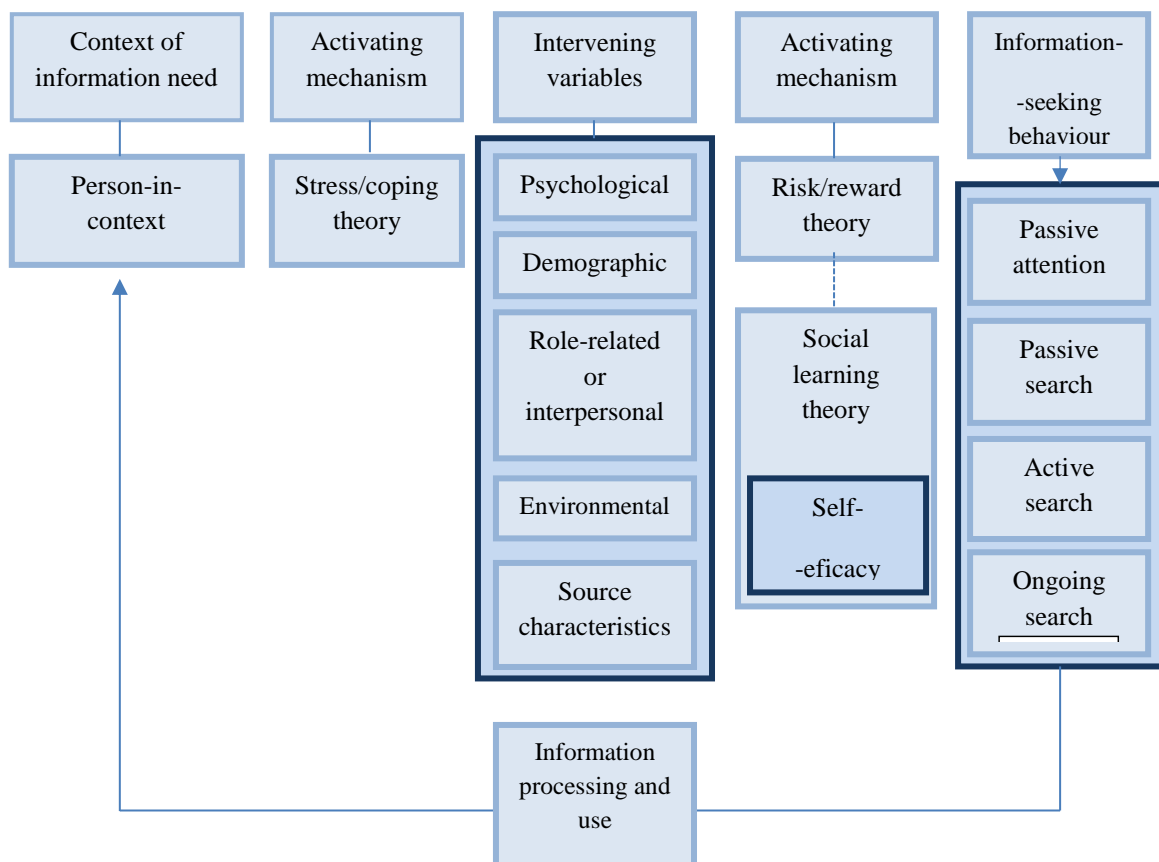 Context of
information need
Activating
mechanism
Intervening
variables
Activating
mechanism
Information-
-seeking
behaviour
Person-in-
context
Stress/coping
theory
Psychological
Demographic
Role-related
or
interpersonal
Environmental
Source
characteristics
Risk/reward
theory
Social
learning
theory
Self-
-eficacy
Passive
attention
Passive
search
Active
search
Ongoing
search
Information
processing and
use